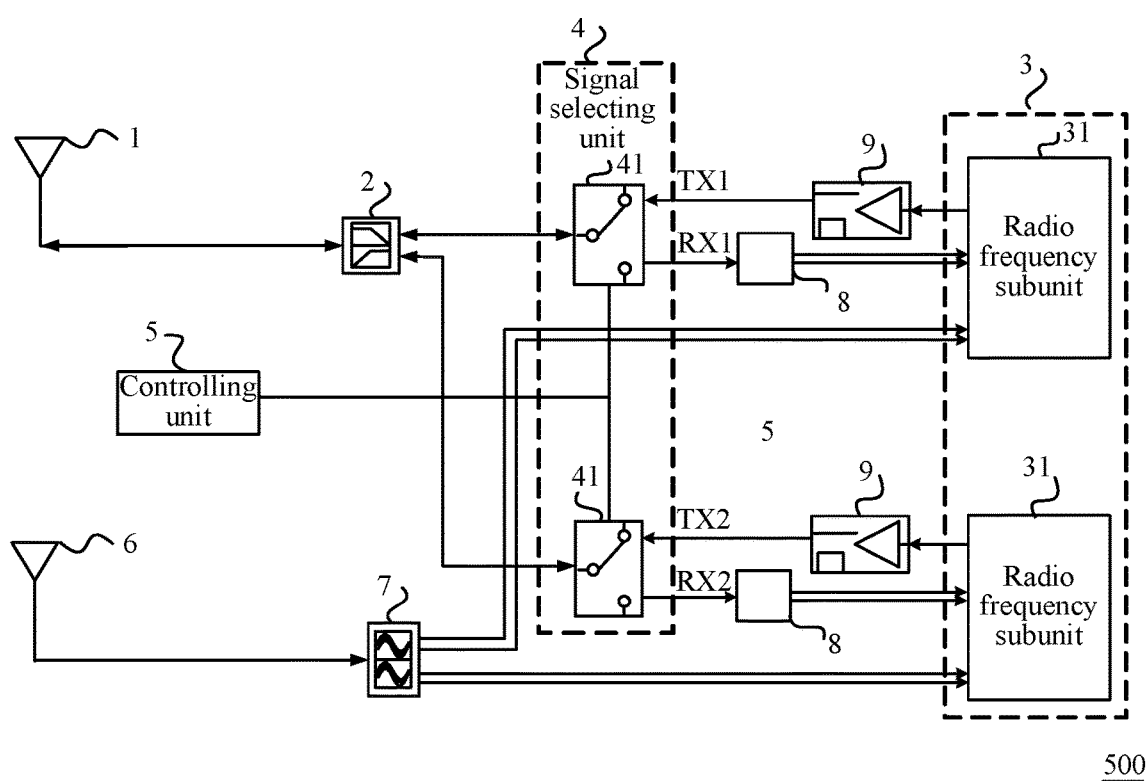 4
Signal
selecting
unit
3
1
41
TX1
9
31
2
RX1
8
Radio
frequency
subunit
5
Controlling
unit
5
41
TX2
9
31
6
RX2
8
Radio
frequency
subunit
7
500